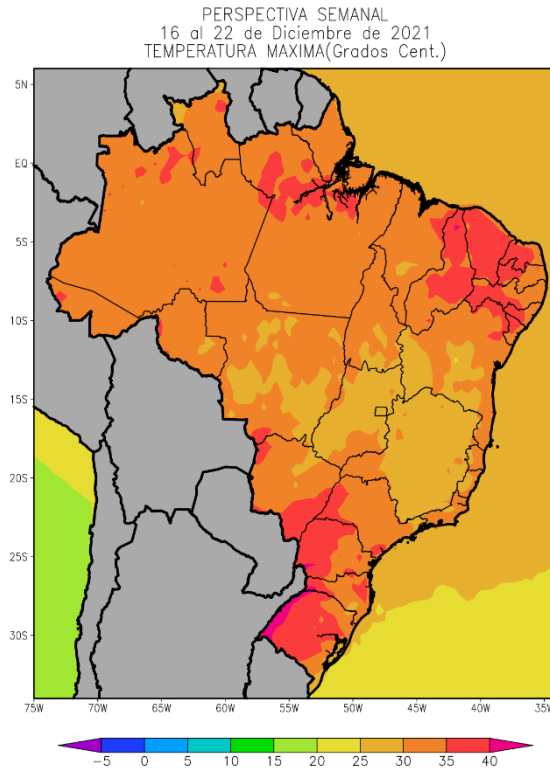 PERSPECTIVA SEMANAL
16 al 22 de Diciembre de 2021
TEMPERATURA MAXIMA(Grados Cent.)
5N
EQ
5S
10S
15S
20S
25S
30S
75W 70W 65W 60W 55W 50W 45W 40W 35W
-5 0 5 10 15 20 25 30 35 40